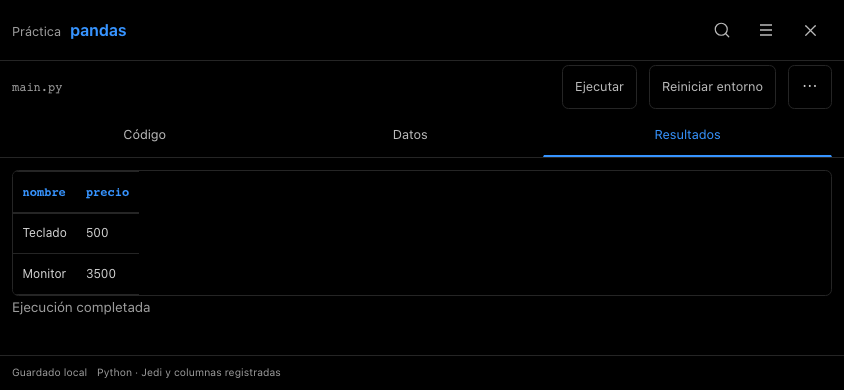 Práctica pandas
main.py
Ejecutar Reiniciar entorno ...
Código Datos Resultados
nombre precio
Teclado 500
Monitor 3500
Ejecución completada
Guardado local Python · Jedi y columnas registradas